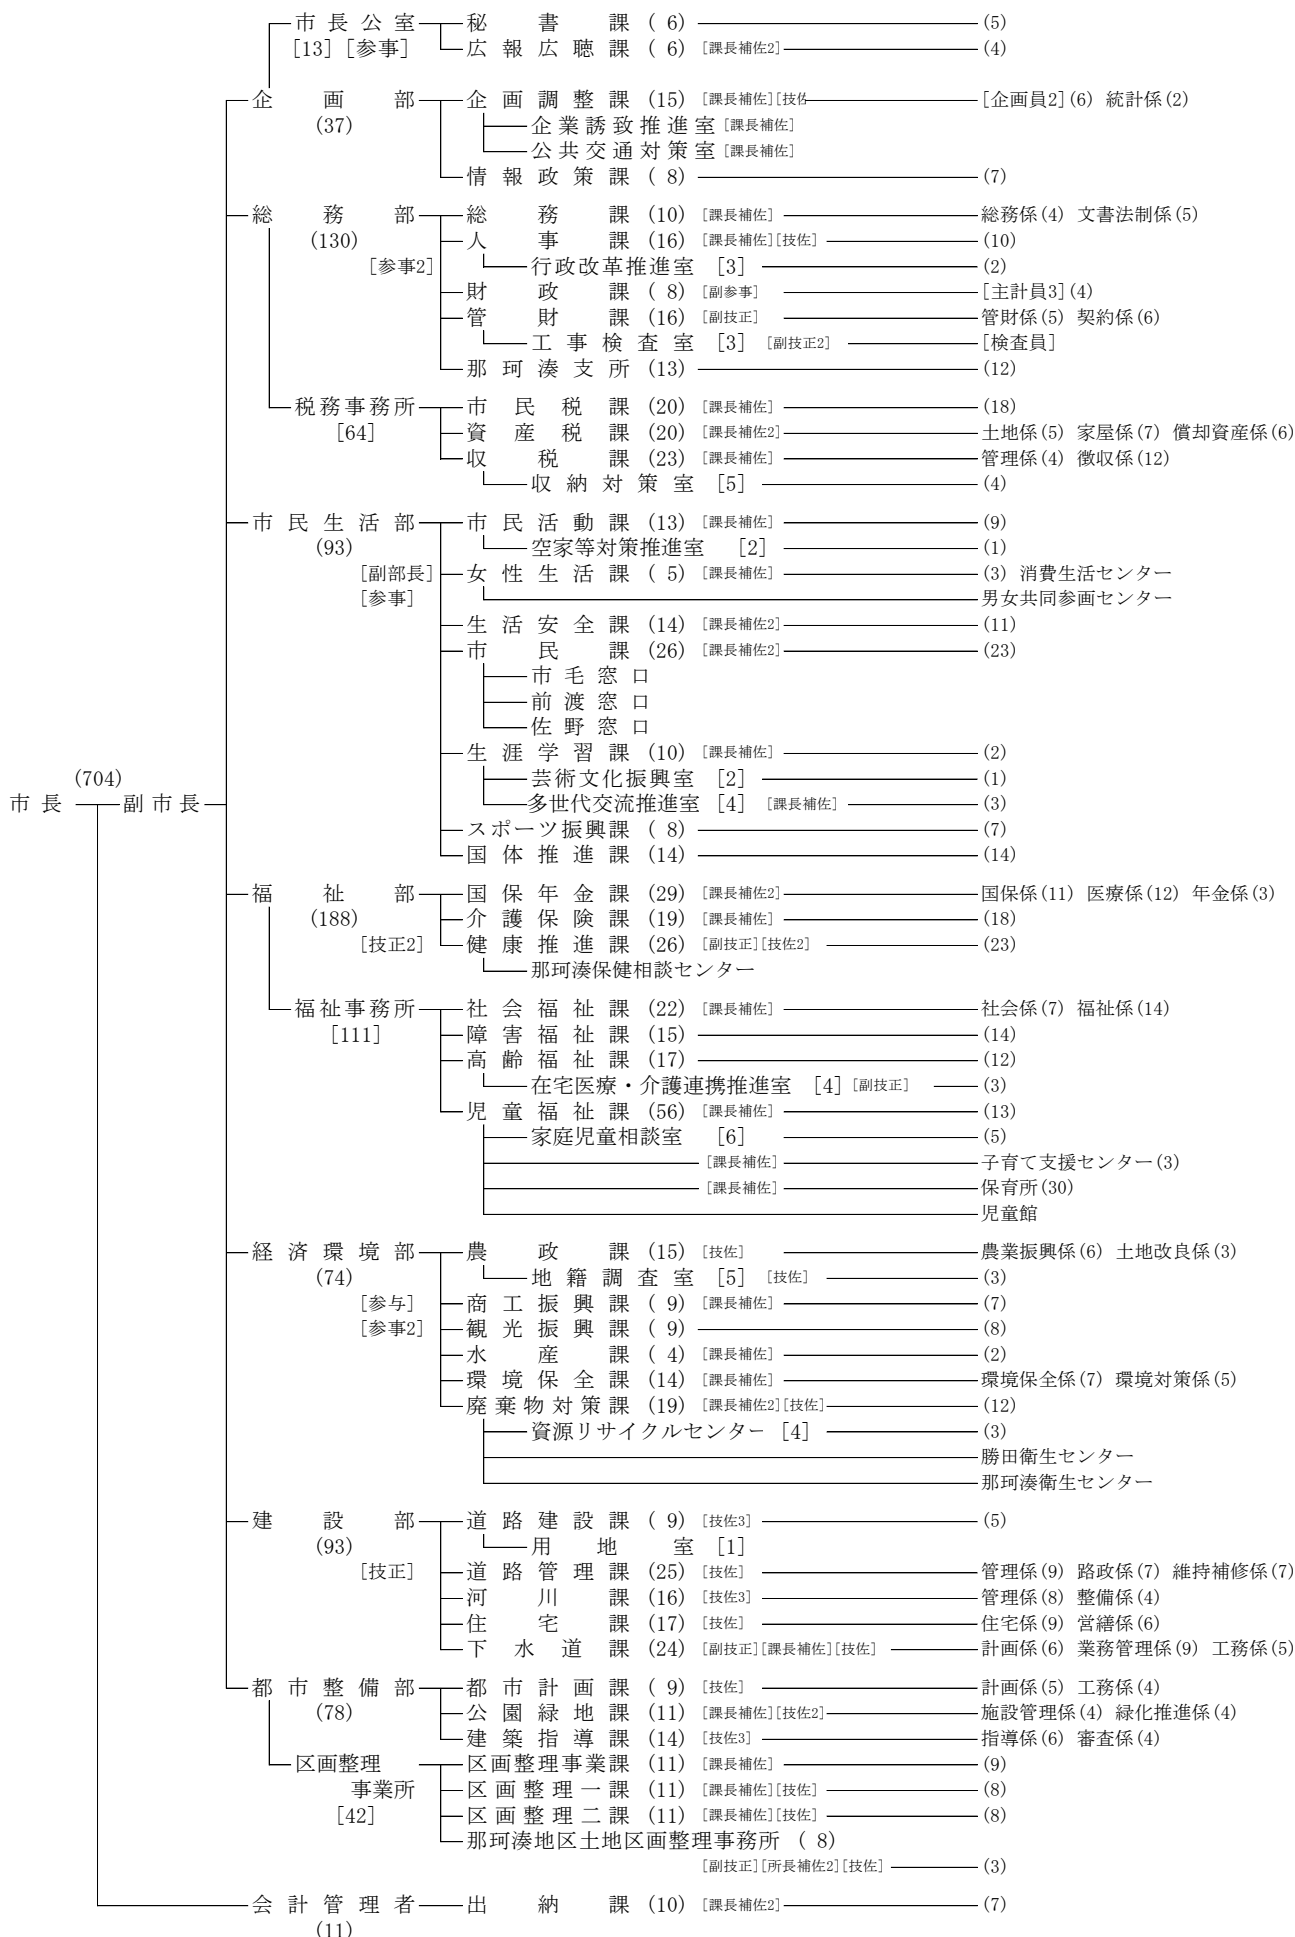 市長公室 秘書課 ( 6) (5)
[13] [参事] 広報広聴課 ( 6) [課長補佐2] (4)
企画部 企画調整課 (15) [課長補佐][技佐 [企画員2](6) 統計係(2)
(37) 企業誘致推進室 [課長補佐]
公共交通対策室 [課長補佐]
情報政策課 ( 8) (7)
総務部 総務課 (10) [課長補佐] 総務係(4) 文書法制係(5)
(130) 人事課 (16) [課長補佐][技佐] (10)
[参事2] 行政改革推進室 [3] (2)
財政課 ( 8) [副参事] [主計員3](4)
管財課 (16) [副技正] 管財係(5) 契約係(6)
工事検査室 [3] [副技正2] [検査員]
那珂湊支所 (13) (12)
税務事務所 市民税課 (20) [課長補佐] (18)
[64] 資産税課 (20) [課長補佐2] 土地係(5) 家屋係(7) 償却資産係(6)
収税課 (23) [課長補佐] 管理係(4) 徴収係(12)
収納対策室 [5] (4)
市民生活部 市民活動課 (13) [課長補佐] (9)
(93) 空家等対策推進室 [2] (1)
[副部長] 女性生活課 ( 5) [課長補佐] (3) 消費生活センター
[参事] 男女共同参画センター
生活安全課 (14) [課長補佐2] (11)
市民課 (26) [課長補佐2] (23)
市毛窓口
前渡窓口
佐野窓口
生涯学習課 (10) [課長補佐] (2)
(704) 芸術文化振興室 [2] (1)
市長 副市長 多世代交流推進室 [4] [課長補佐] (3)
スポーツ振興課 ( 8) (7)
国体推進課 (14) (14)
福祉部 国保年金課 (29) [課長補佐2] 国保係(11) 医療係(12) 年金係(3)
(188) 介護保険課 (19) [課長補佐] (18)
[技正2] 健康推進課 (26) [副技正][技佐2] (23)
那珂湊保健相談センター
福祉事務所 社会福祉課 (22) [課長補佐] 社会係(7) 福祉係(14)
[111] 障害福祉課 (15) (14)
高齢福祉課 (17) (12)
在宅医療・介護連携推進室 [4] [副技正] (3)
児童福祉課 (56) [課長補佐] (13)
家庭児童相談室 [6] (5)
[課長補佐] 子育て支援センター(3)
[課長補佐] 保育所(30)
児童館
経済環境部 農政課 (15) [技佐] 農業振興係(6) 土地改良係(3)
(74) 地籍調査室 [5] [技佐] (3)
[参与] 商工振興課 ( 9) [課長補佐] (7)
[参事2] 観光振興課 ( 9) (8)
水産課 ( 4) [課長補佐] (2)
環境保全課 (14) [課長補佐] 環境保全係(7) 環境対策係(5)
廃棄物対策課 (19) [課長補佐2][技佐] (12)
資源リサイクルセンター [4] (3)
勝田衛生センター
那珂湊衛生センター
建設部 道路建設課 ( 9) [技佐3] (5)
(93) 用地室 [1]
[技正] 道路管理課 (25) [技佐] 管理係(9) 路政係(7) 維持補修係(7)
河川課 (16) [技佐3] 管理係(8) 整備係(4)
住宅課 (17) [技佐] 住宅係(9) 営繕係(6)
下水道課 (24) [副技正][課長補佐][技佐] 計画係(6) 業務管理係(9) 工務係(5)
都市整備部 都市計画課 ( 9) [技佐] 計画係(5) 工務係(4)
(78) 公園緑地課 (11) [課長補佐][技佐2] 施設管理係(4) 緑化推進係(4)
建築指導課 (14) [技佐3] 指導係(6) 審査係(4)
区画整理 区画整理事業課 (11) [課長補佐] (9)
事業所 区画整理一課 (11) [課長補佐][技佐] (8)
[42] 区画整理二課 (11) [課長補佐][技佐] (8)
那珂湊地区土地区画整理事務所 ( 8)
[副技正][所長補佐2][技佐] (3)
会計管理者 出納課 (10) [課長補佐2] (7)
(11)